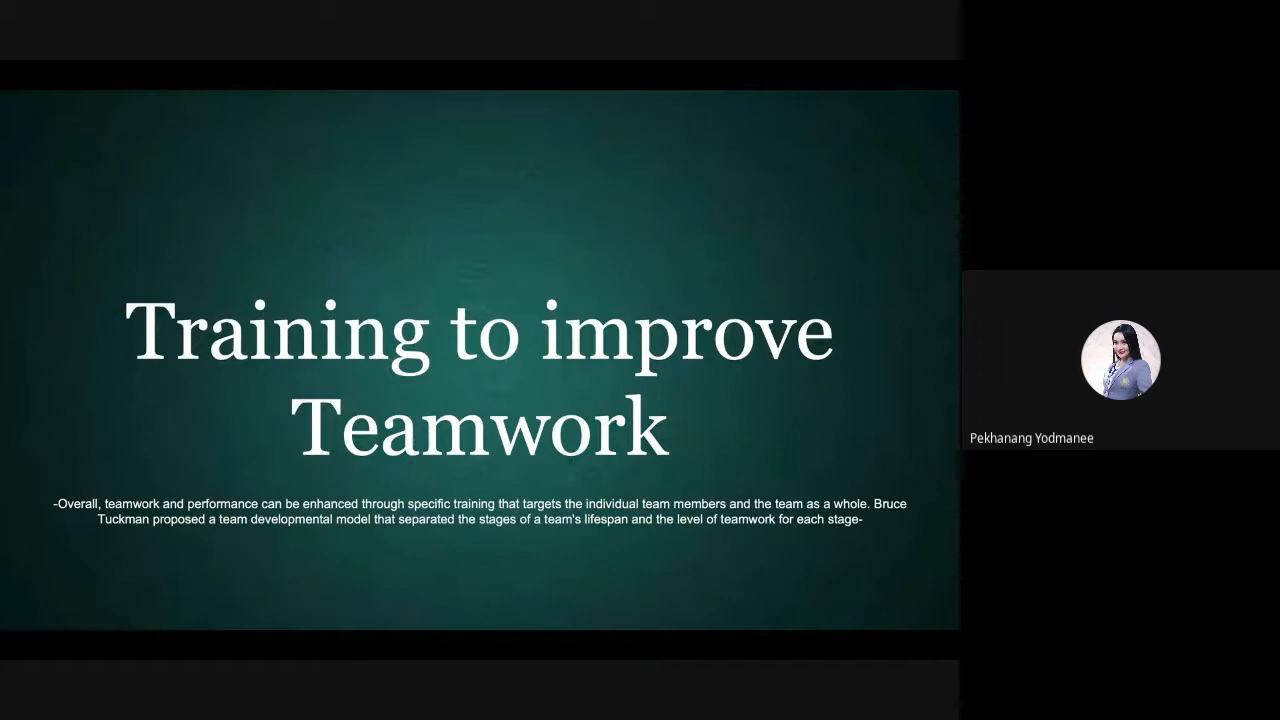 Training to improve
Teamwork
-Overall, teamwork and performance can be enhanced through specific training that targets the individual team members and the team as a whole. Bruce
Tuckman proposed a team developmental model that separated the stages of a team's lifespan and the level of teamwork for each stage-
Pekhanang Yodmanee